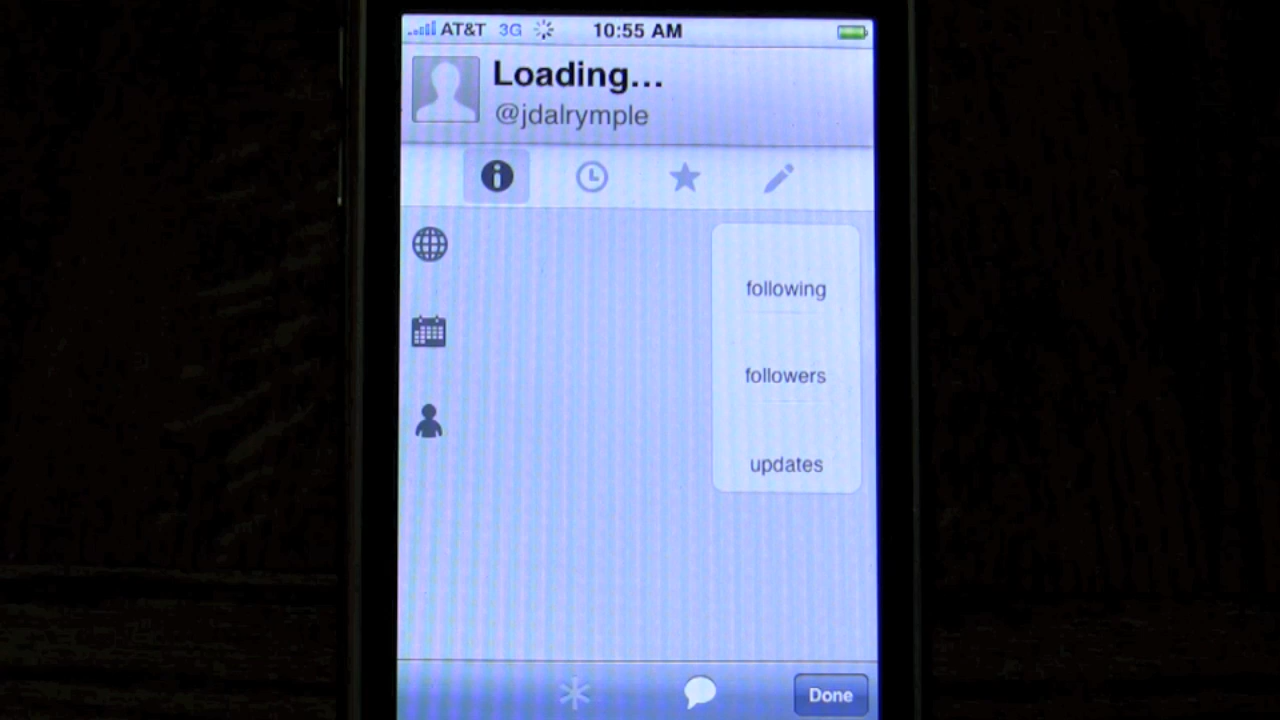 AT&T 3G 10:55 AM
Loading...
@jdalrymple
following
followers
updates
Done